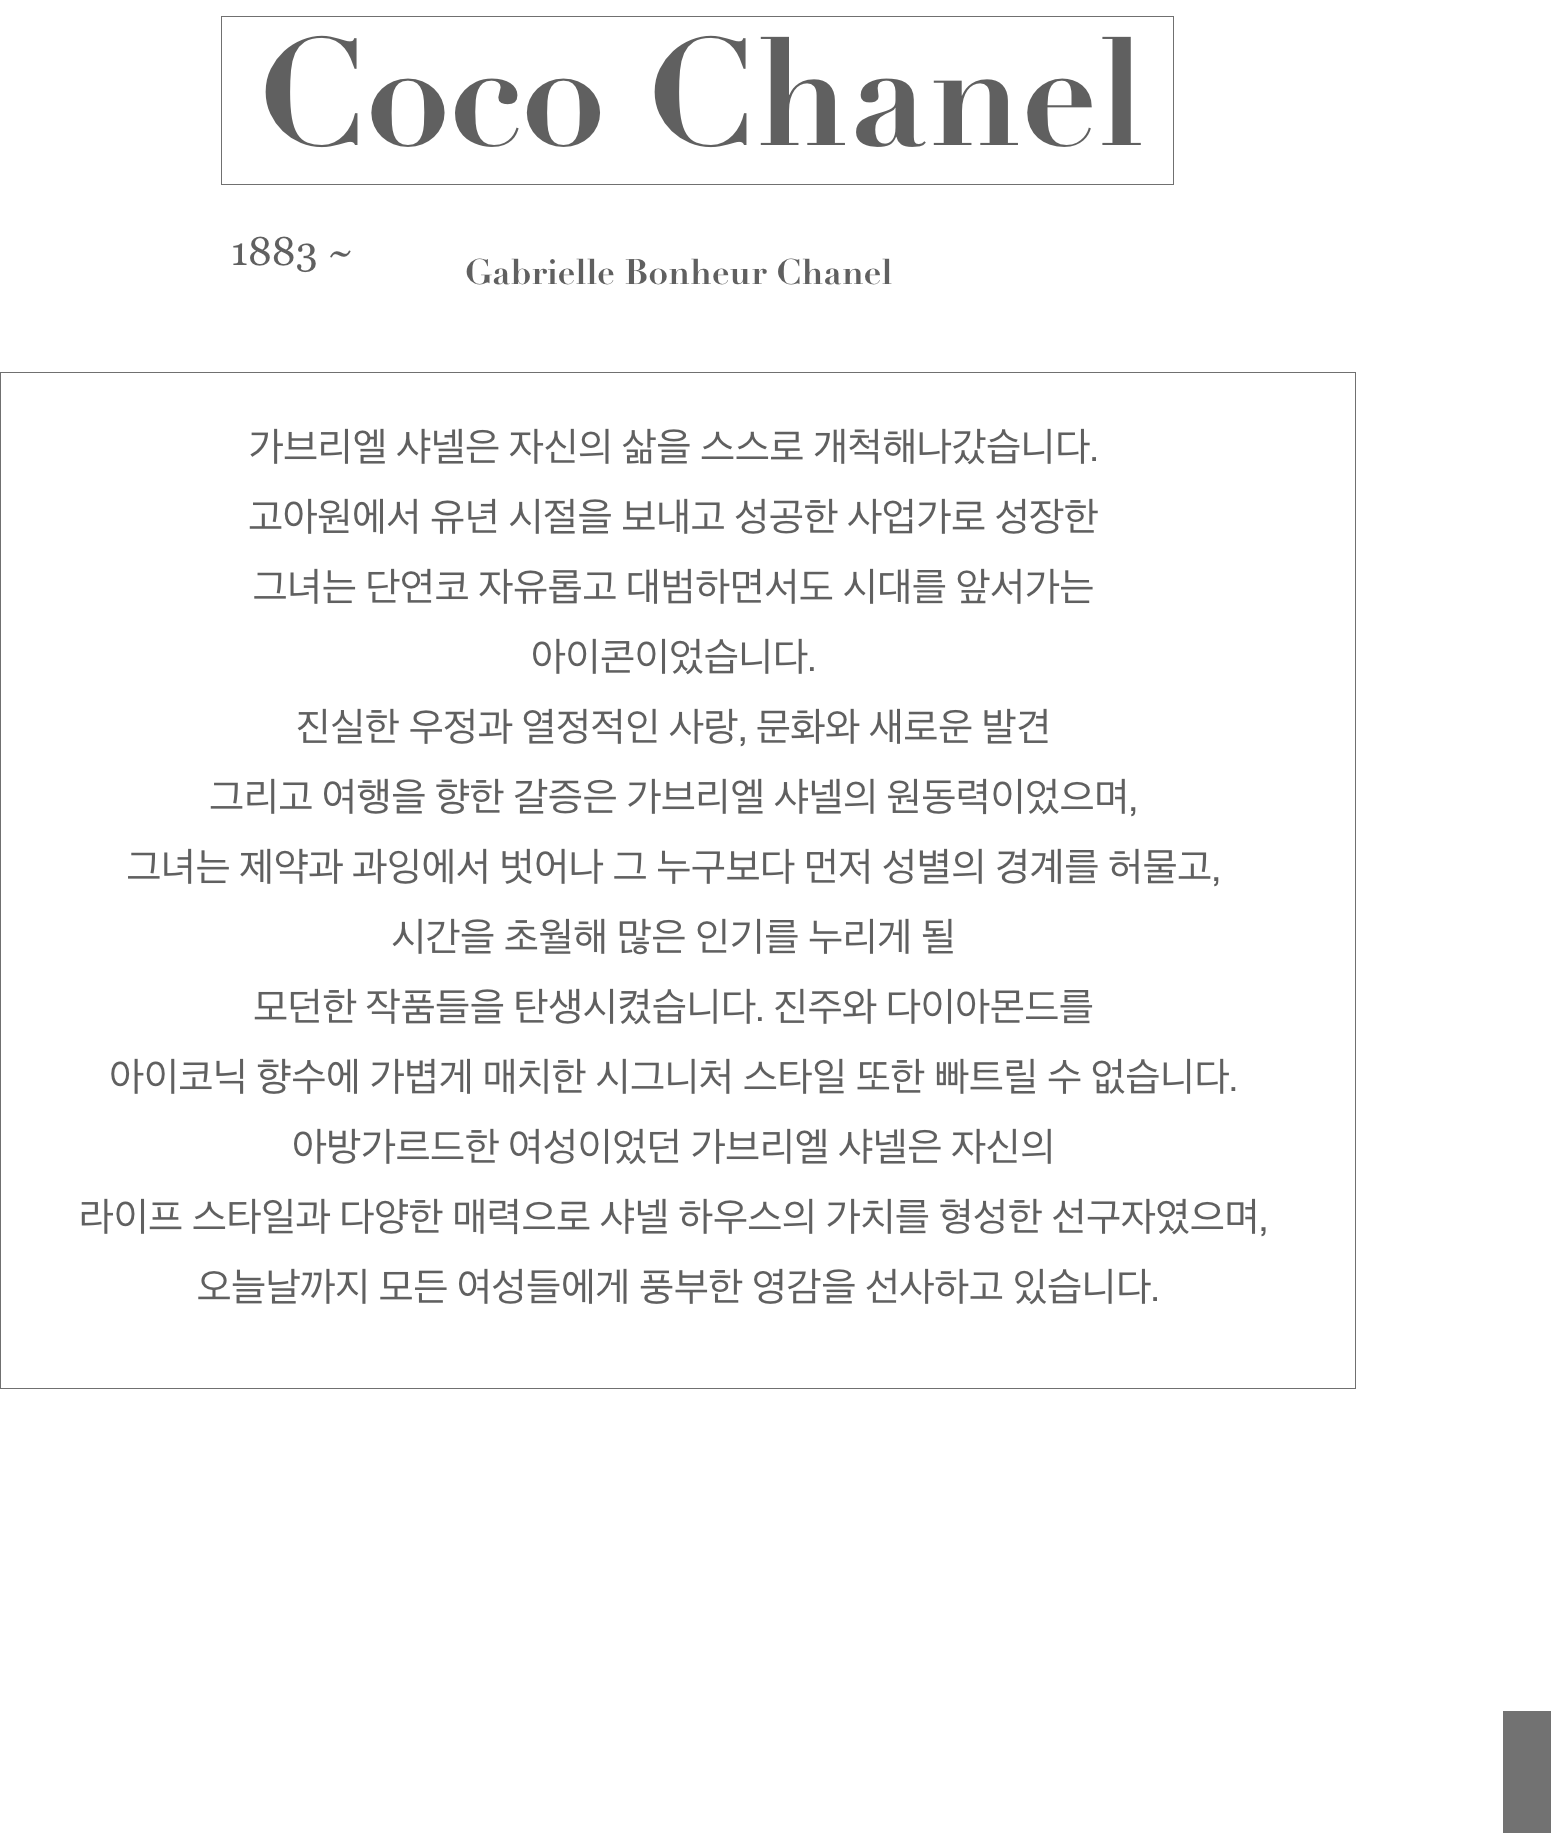 Coco Chanel
1883 ~
Gabrielle Bonheur Chanel
가브리엘 샤넬은 자신의 삶을 스스로 개척해나갔습니다.
고아원에서 유년 시절을 보내고 성공한 사업가로 성장한
그녀는 단연코 자유롭고 대범하면서도 시대를 앞서가는
아이콘이었습니다.
진실한 우정과 열정적인 사랑, 문화와 새로운 발견
그리고 여행을 향한 갈증은 가브리엘 샤넬의 원동력이었으며,
그녀는 제약과 과잉에서 벗어나 그 누구보다 먼저 성별의 경계를 허물고,
시간을 초월해 많은 인기를 누리게 될
모던한 작품들을 탄생시켰습니다. 진주와 다이아몬드를
아이코닉 향수에 가볍게 매치한 시그니처 스타일 또한 빠트릴 수 없습니다.
아방가르드한 여성이었던 가브리엘 샤넬은 자신의
라이프 스타일과 다양한 매력으로 샤넬 하우스의 가치를 형성한 선구자였으며,
오늘날까지 모든 여성들에게 풍부한 영감을 선사하고 있습니다.